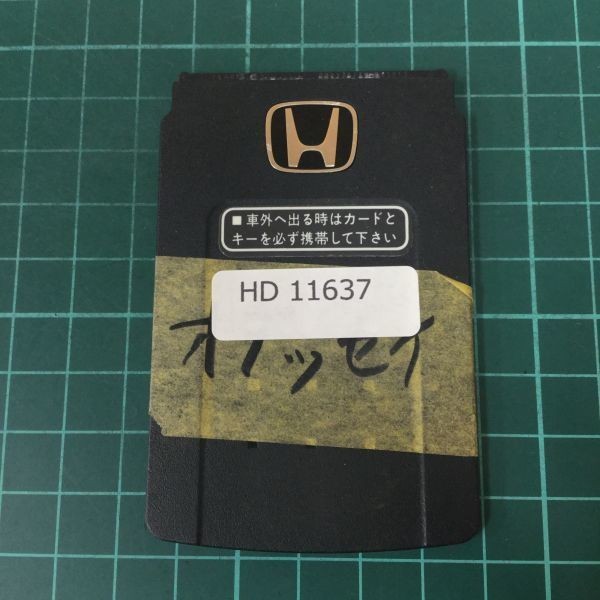 ■車外へ出る時はカードと
キーを必ず携帯して下さい
HD 11637
オノッセイ